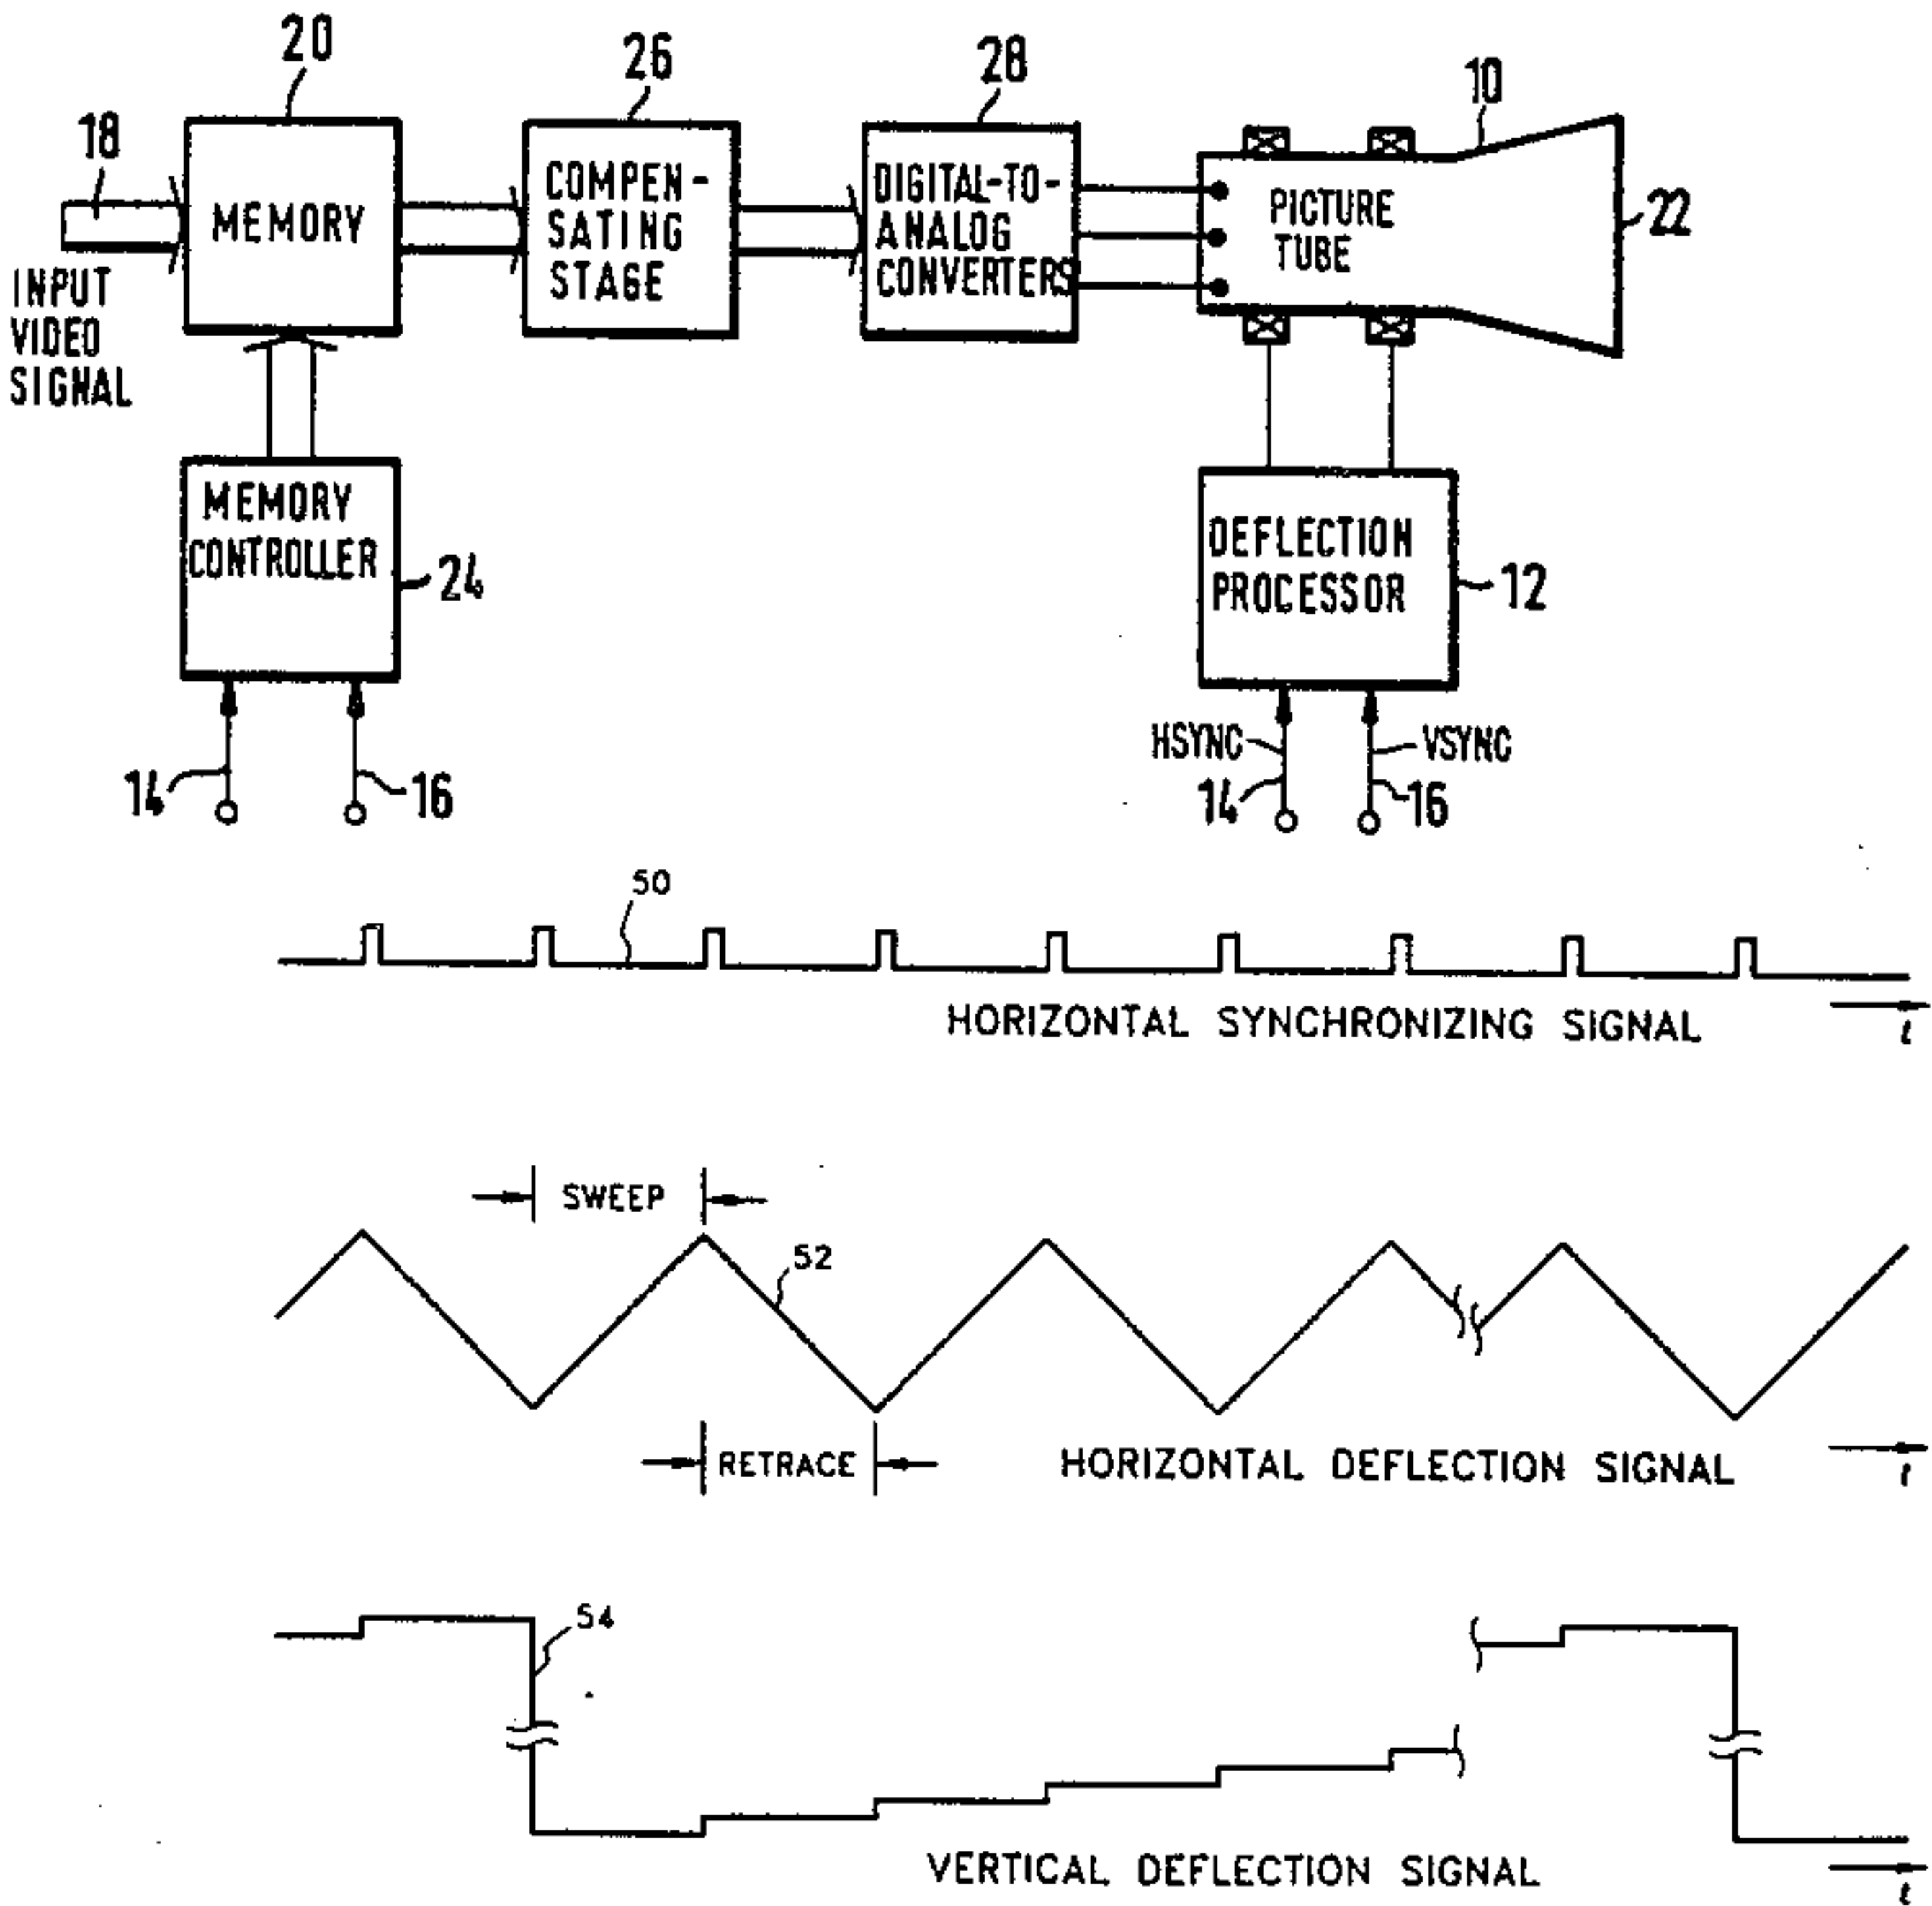 20
26
28
10
18
MEMORY
COMPEN-
SATING
STAGE
DIGITAL-TO-
ANALOG
CONVERTERS
PICTURE
TUBE
22
INPUT
VIDEO
SIGNAL
MEMORY
CONTROLLER
24
DEFLECTION
PROCESSOR
12
HSYNC
VSYNC
14
16
14
16
50
HORIZONTAL SYNCHRONIZING SIGNAL
t
SWEEP
52
RETRACE
HORIZONTAL DEFLECTION SIGNAL
t
54
VERTICAL DEFLECTION SIGNAL
t